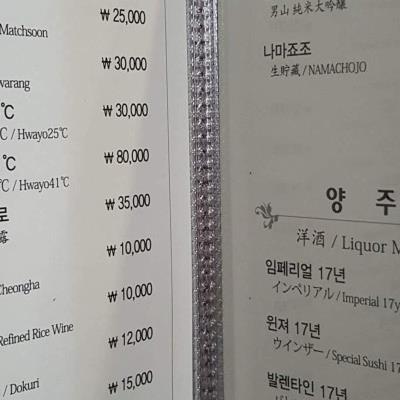 ₩ 25,000
Matchsoon
₩ 30,000
warang
℃ ₩ 30,000
℃ / Hwayo25℃
℃ ₩ 80,000
℃ / Hwayo41℃
로 ₩ 35,000
露
₩ 10,000
Cheongha
₩ 10,000
Refined Rice Wine
₩ 12,000
/ Dokuri
₩ 15,000
男山 純米大吟醸
나마죠조
生貯蔵 / NAMACHOJO
양 주
洋酒 / Liquor M
임페리얼 17년
インペリアル / Imperial 17y
윈져 17년
ウインザー / Special Sushi 17
발렌타인 17년